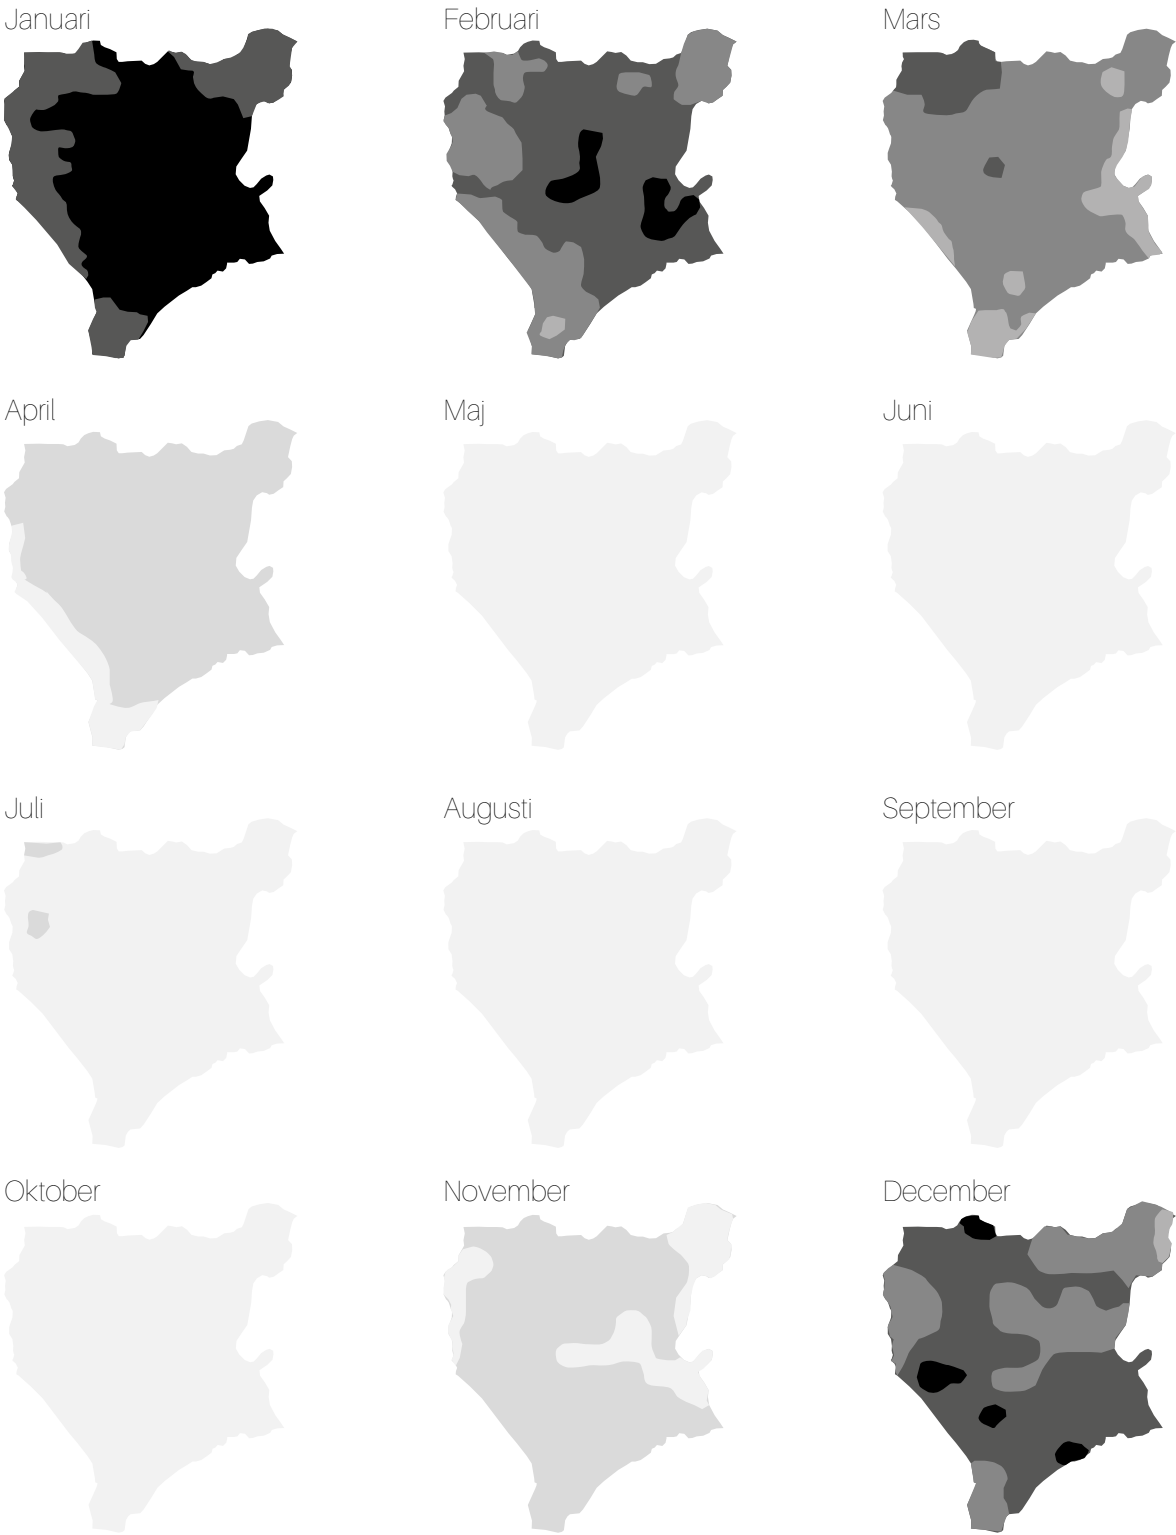 Januari
Februari
Mars
April
Maj
Juni
Juli
Augusti
September
Oktober
November
December